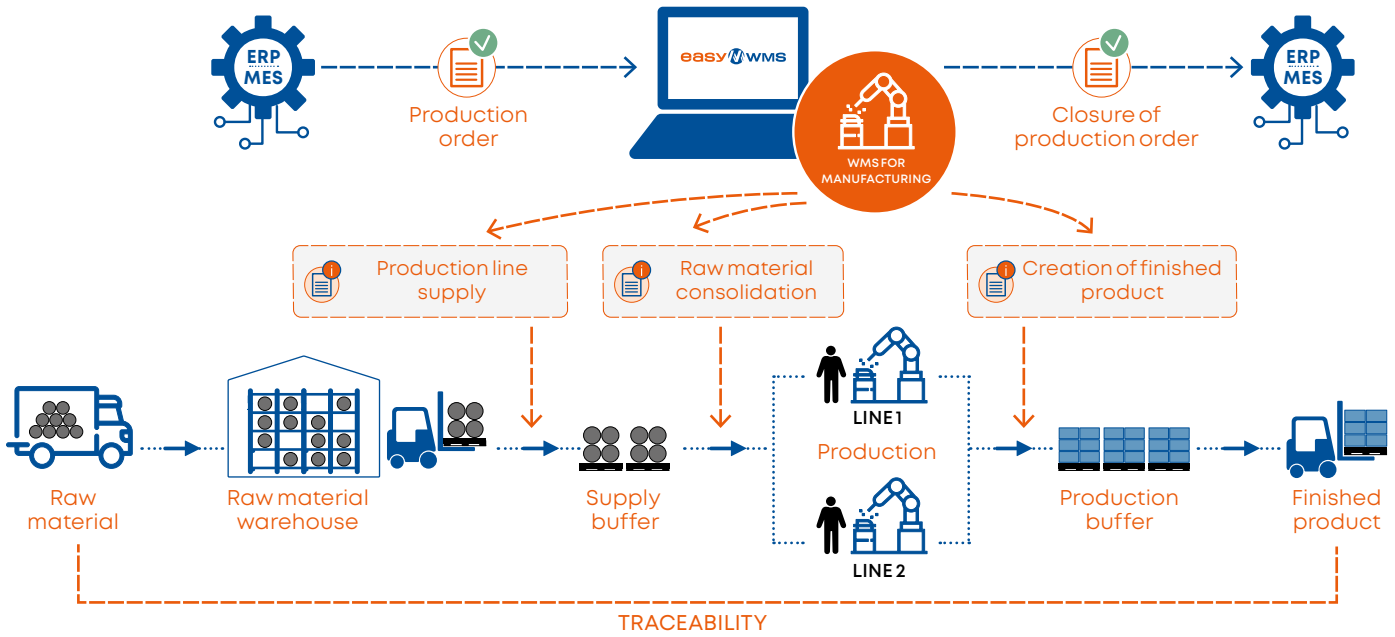 ERP
MES
Production
order
easy WMS
WMS FOR
MANUFACTURING
Closure of
production order
ERP
MES
i
Production line
supply
i
Raw material
consolidation
i
Creation of finished
product
LINE 1
Production
LINE 2
Raw
material
Raw material
warehouse
Supply
buffer
Production
buffer
Finished
product
TRACEABILITY